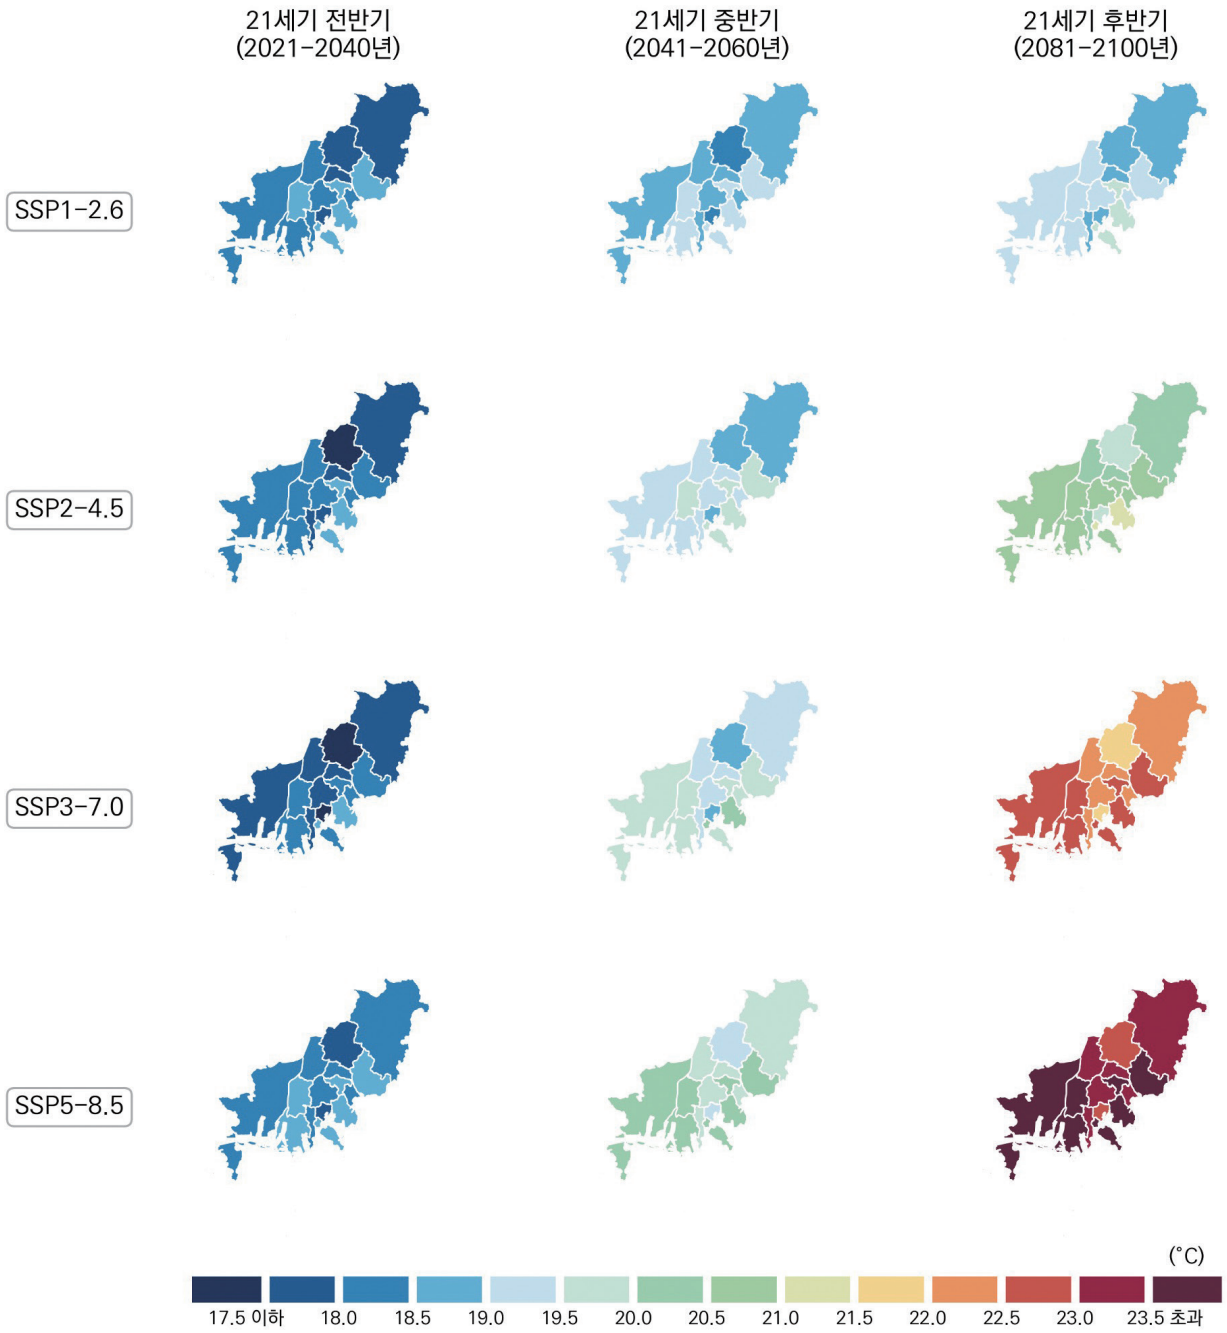 21세기 전반기
(2021-2040년)
21세기 중반기
(2041-2060년)
21세기 후반기
(2081-2100년)
SSP1-2.6
SSP2-4.5
SSP3-7.0
SSP5-8.5
(°C)
17.5 이하 18.0 18.5 19.0 19.5 20.0 20.5 21.0 21.5 22.0 22.5 23.0 23.5 초과